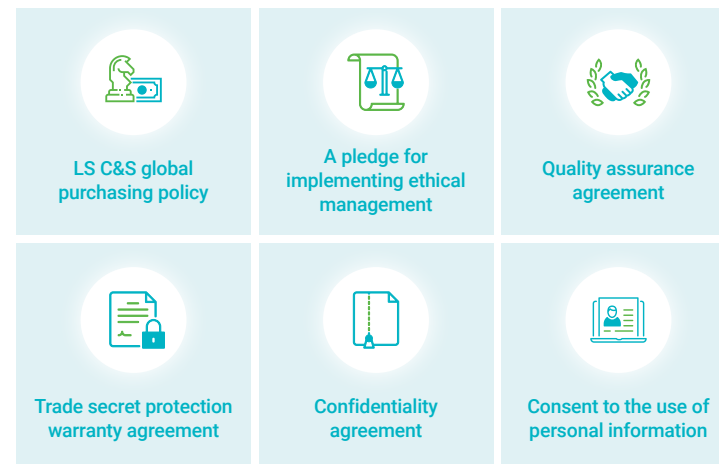 LS C&S global
purchasing policy
A pledge for
implementing ethical
management
Quality assurance
agreement
Trade secret protection
warranty agreement
Confidentiality
agreement
Consent to the use of
personal information